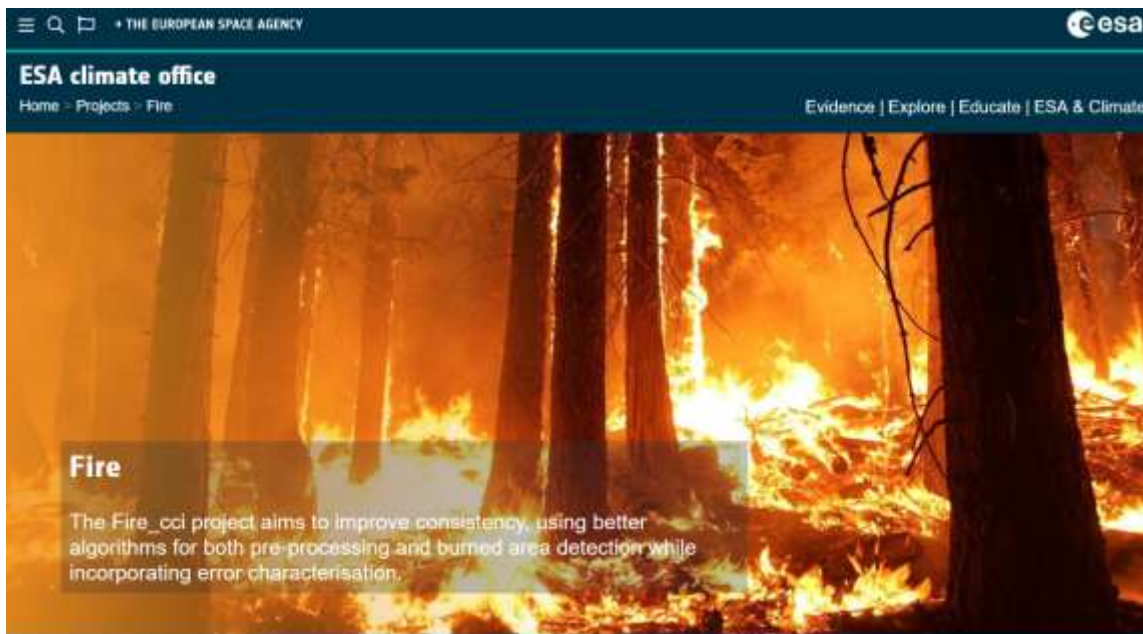 + THE EUROPEAN SPACE AGENCY
esa
ESA climate office
Home > Projects > Fire
Evidence | Explore | Educate | ESA & Climate
Fire
The Fire_cci project aims to improve consistency, using better
algorithms for both pre-processing and burned area detection while
incorporating error characterisation.